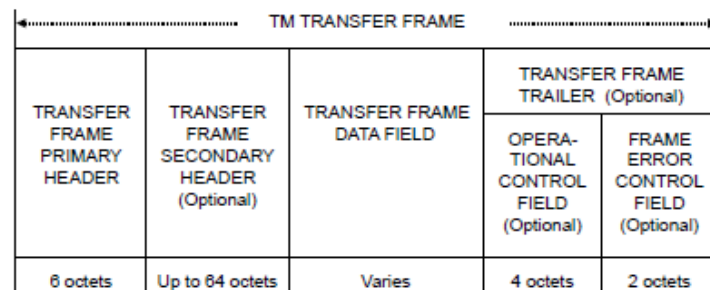 TM TRANSFER FRAME
TRANSFER
FRAME
PRIMARY
HEADER
TRANSFER
FRAME
SECONDARY
HEADER
(Optional)
TRANSFER FRAME
DATA FIELD
TRANSFER FRAME
TRAILER (Optional)
OPERA-
TIONAL
CONTROL
FIELD
(Optional)
FRAME
ERROR
CONTROL
FIELD
(Optional)
6 octets
Up to 64 octets
Varies
4 octets
2 octets